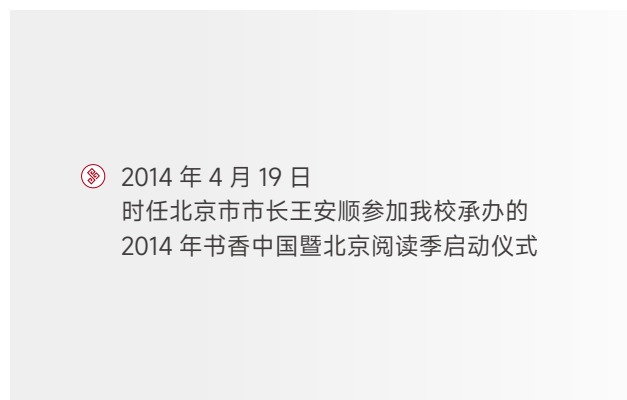 2014 年 4 月 19 日
时任北京市市长王安顺参加我校承办的
2014 年书香中国暨北京阅读季启动仪式